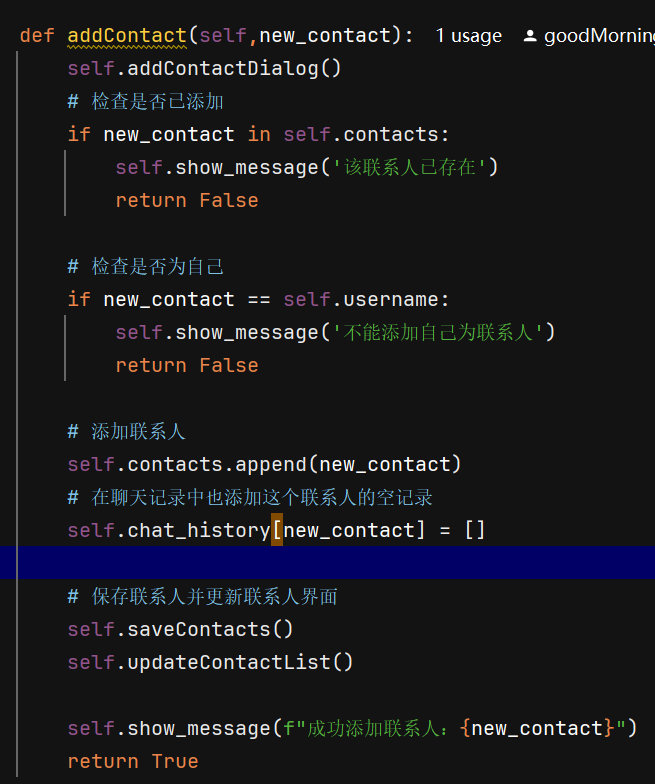 def addContact(self,new_contact): 1 usage goodMorning
self.addContactDialog()
# 检查是否已添加
if new_contact in self.contacts:
self.show_message('该联系人已存在')
return False
# 检查是否为自己
if new_contact == self.username:
self.show_message('不能添加自己为联系人')
return False
# 添加联系人
self.contacts.append(new_contact)
# 在聊天记录中也添加这个联系人的空记录
self.chat_history[new_contact] = []
# 保存联系人并更新联系人界面
self.saveContacts()
self.updateContactList()
self.show_message(f"成功添加联系人：{new_contact}")
return True